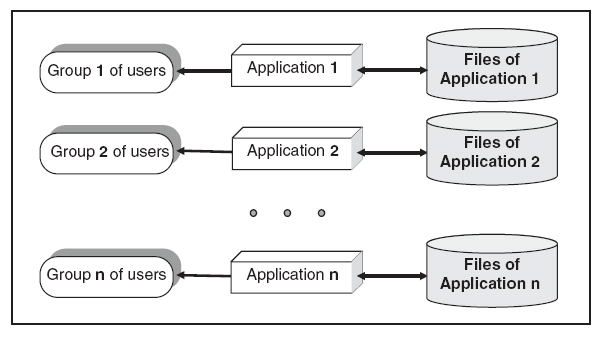 Group 1 of users
Application 1
Files of
Application 1
Group 2 of users
Application 2
Files of
Application 2
Group n of users
Application n
Files of
Application n